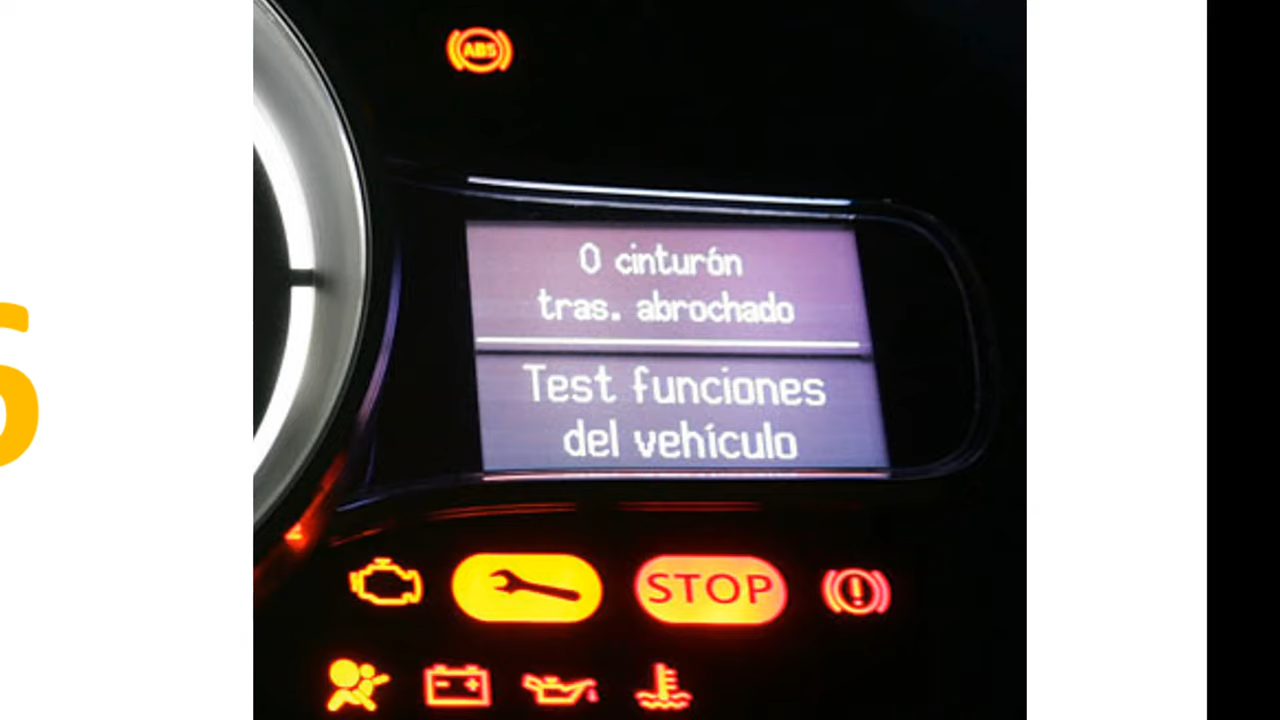 ABS
0 cinturón
tras. abrochado
Test funciones
del vehículo
STOP